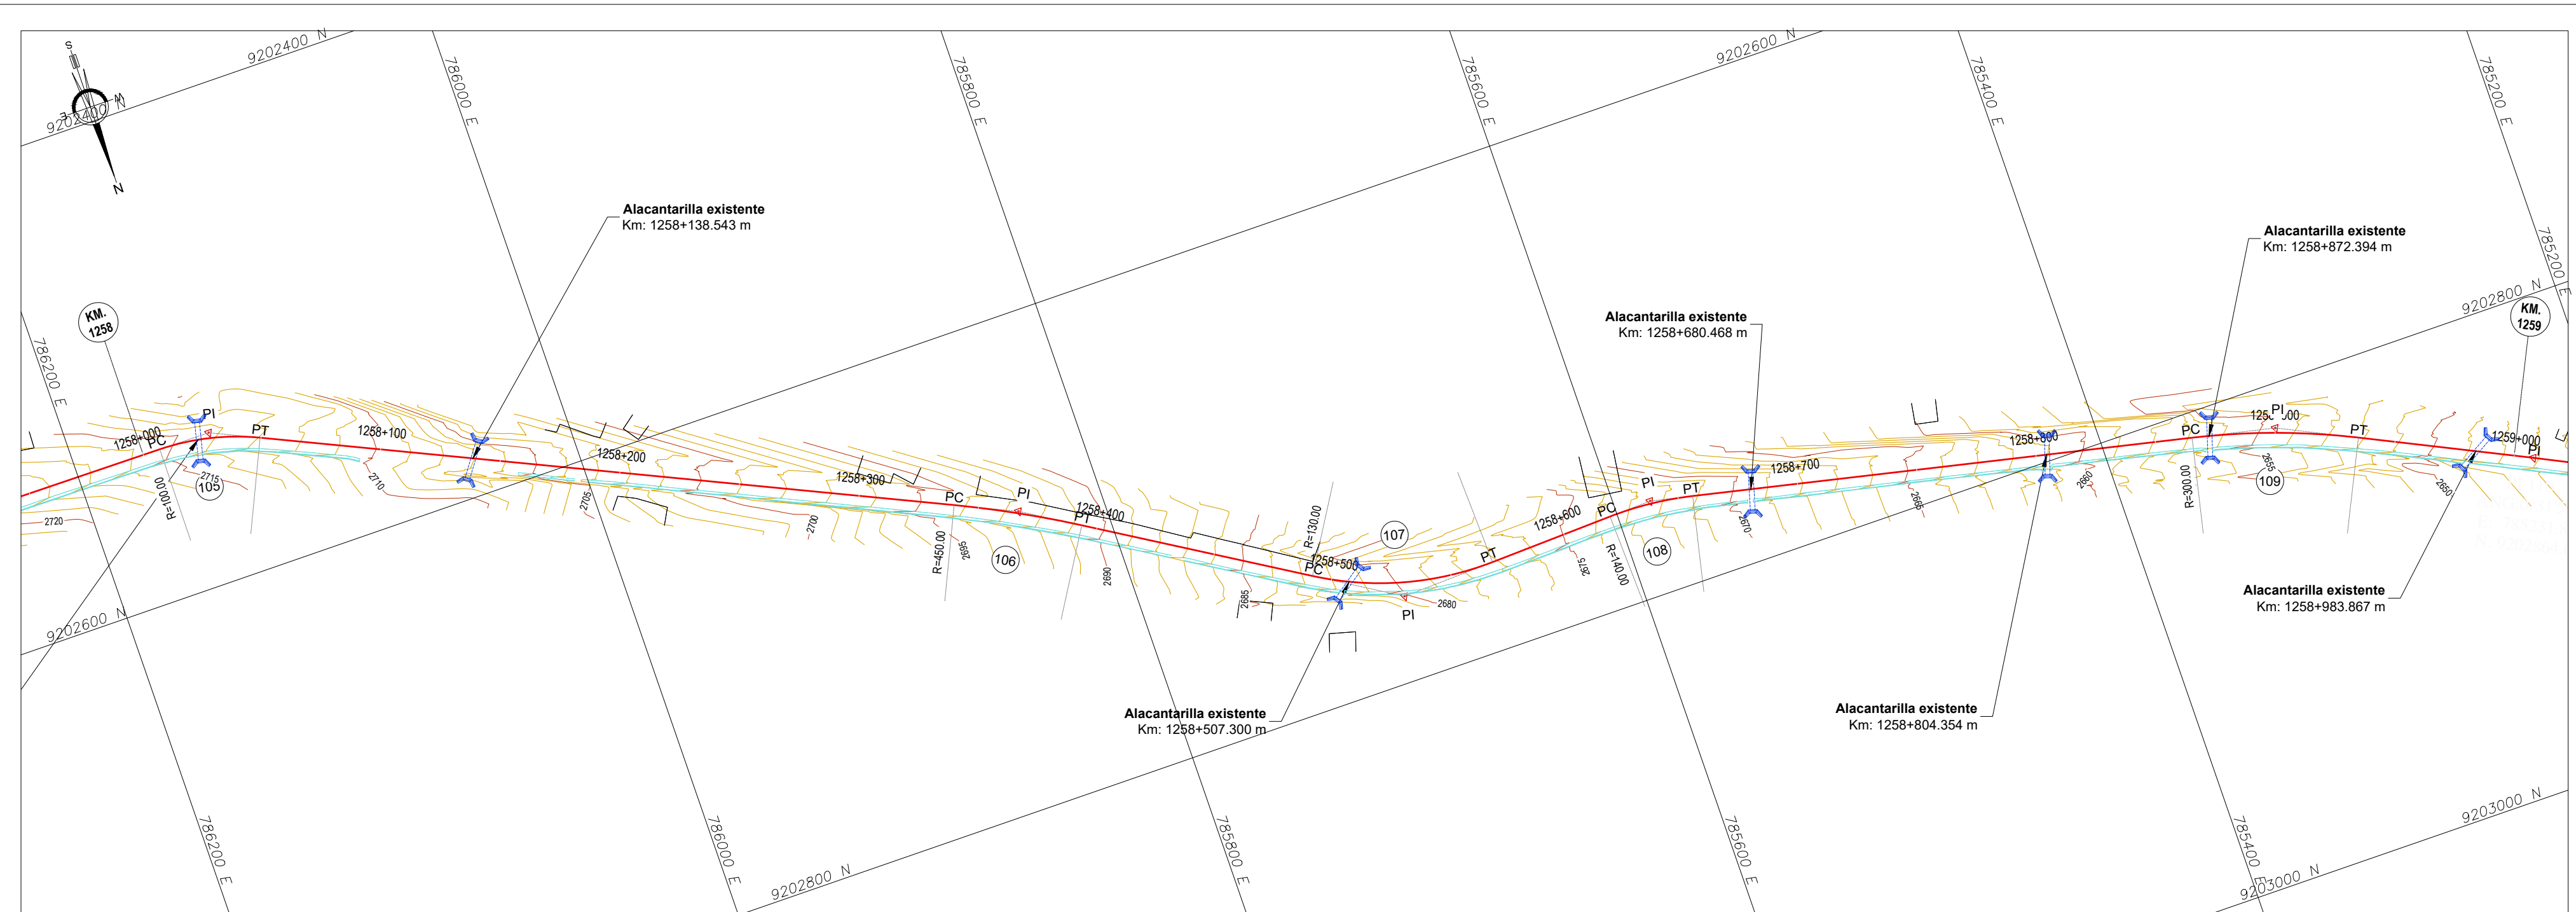 9202400 N
9202600 N
S
W
N
E
N
9202400
786000 E
785800 E
785600 E
785400 E
785200 E
Alacantarilla existente
Km: 1258+138.543 m
Alacantarilla existente
Km: 1258+872.394 m
785200 E
9202800 N
KM.
1258
KM.
1259
Alacantarilla existente
Km: 1258+680.468 m
786200 E
1258+000
PC
PI
PT
1258+100
1258+200
1258+300
PC
PI
1258+400
PT
1258+500
PC
PT
PI
1258+600
PC
PI
PT
1258+700
1258+800
PC
PI
PT
1259+000
PI
R=100.00
2715
105
2720
2710
2705
2700
R=450.00
2695
106
2690
2685
R=130.00
107
2680
2675
R=140.00
108
2670
2665
2660
R=300.00
2655
109
2650
9202600 N
Alacantarilla existente
Km: 1258+983.867 m
Alacantarilla existente
Km: 1258+507.300 m
Alacantarilla existente
Km: 1258+804.354 m
786200 E
786000 E
785800 E
785600 E
785400 E
9202800 N
9203000 N
9203000 N